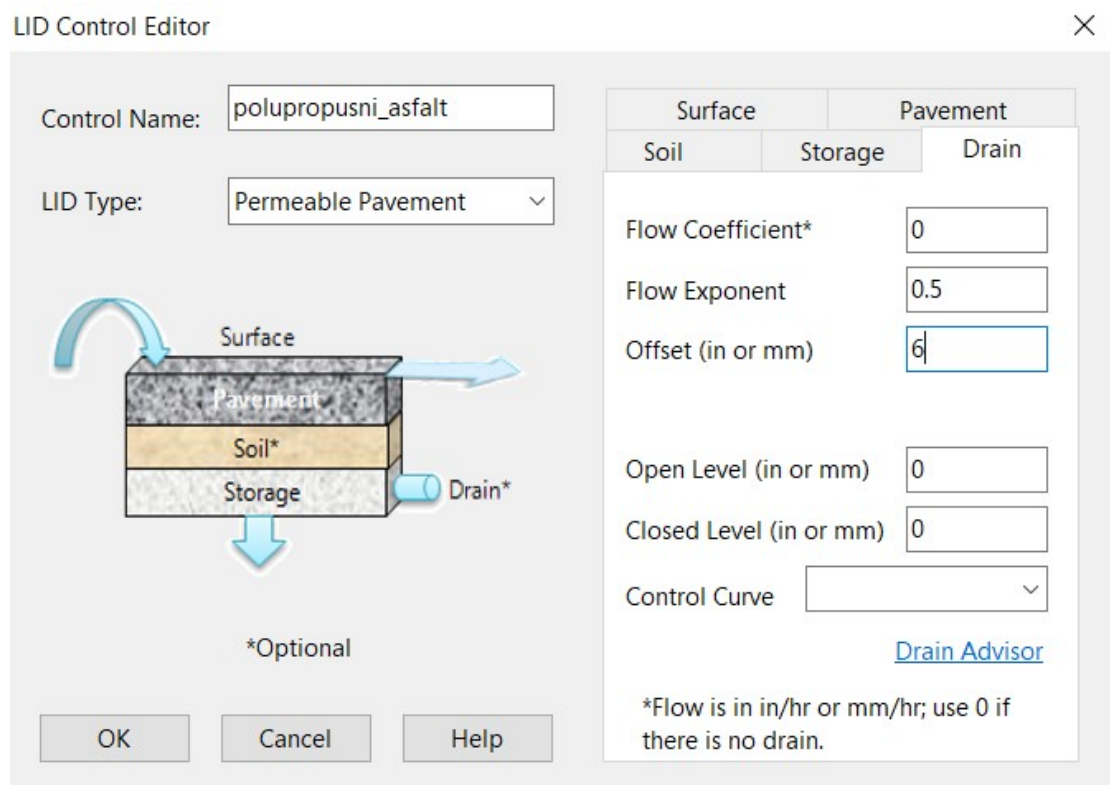 LID Control Editor
Control Name:
polupropusni_asfalt
LID Type:
Permeable Pavement
Surface
Pavement
Soil*
Storage
Drain*
*Optional
OK
Cancel
Help
Surface
Pavement
Soil
Storage
Drain
Flow Coefficient*
0
Flow Exponent
0.5
Offset (in or mm)
6
Open Level (in or mm)
0
Closed Level (in or mm)
0
Control Curve
Drain Advisor
*Flow is in in/hr or mm/hr; use 0 if
there is no drain.